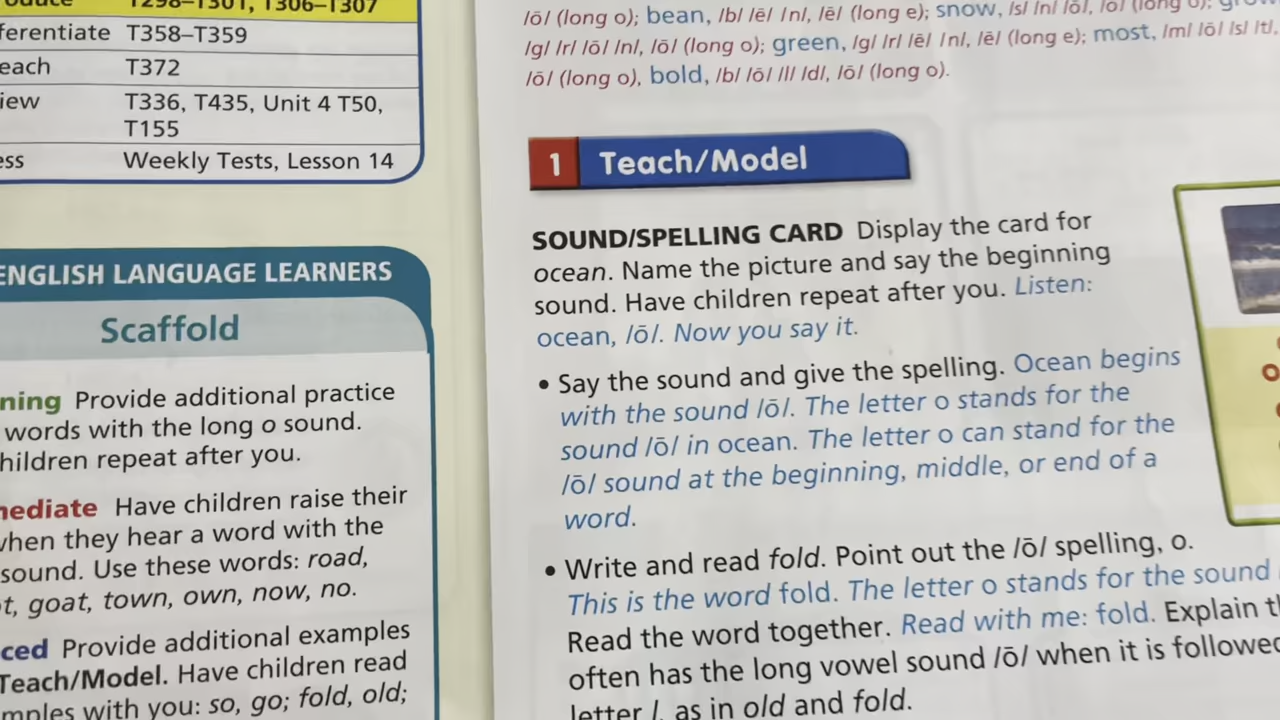 T298–T301, T306–T307
ferentiate T358–T359
each T372
iew T336, T435, Unit 4 T50,
T155
ess Weekly Tests, Lesson 14
ENGLISH LANGUAGE LEARNERS
Scaffold
ning Provide additional practice
words with the long o sound.
hildren repeat after you.
mediate Have children raise their
when they hear a word with the
sound. Use these words: road,
t, goat, town, own, now, no.
ced Provide additional examples
Teach/Model. Have children read
mples with you: so, go; fold, old;
/ō/ (long o); bean, /b/ /ē/ /n/, /ē/ (long e); snow, /s/ /n/ /ō/, /ō/ (long o);
/g/ /r/ /ō/ /n/, /ō/ (long o); green, /g/ /r/ /ē/ /n/, /ē/ (long e); most, /m/ /ō/ /s/ /t/,
/ō/ (long o), bold, /b/ /ō/ /l/ /d/, /ō/ (long o).
1 Teach/Model
SOUND/SPELLING CARD Display the card for
ocean. Name the picture and say the beginning
sound. Have children repeat after you. Listen:
ocean, /ō/. Now you say it.
• Say the sound and give the spelling. Ocean begins
with the sound /ō/. The letter o stands for the
sound /ō/ in ocean. The letter o can stand for the
/ō/ sound at the beginning, middle, or end of a
word.
• Write and read fold. Point out the /ō/ spelling, o.
This is the word fold. The letter o stands for the sound
Read the word together. Read with me: fold. Explain th
often has the long vowel sound /ō/ when it is followed
letter l, as in old and fold.
o